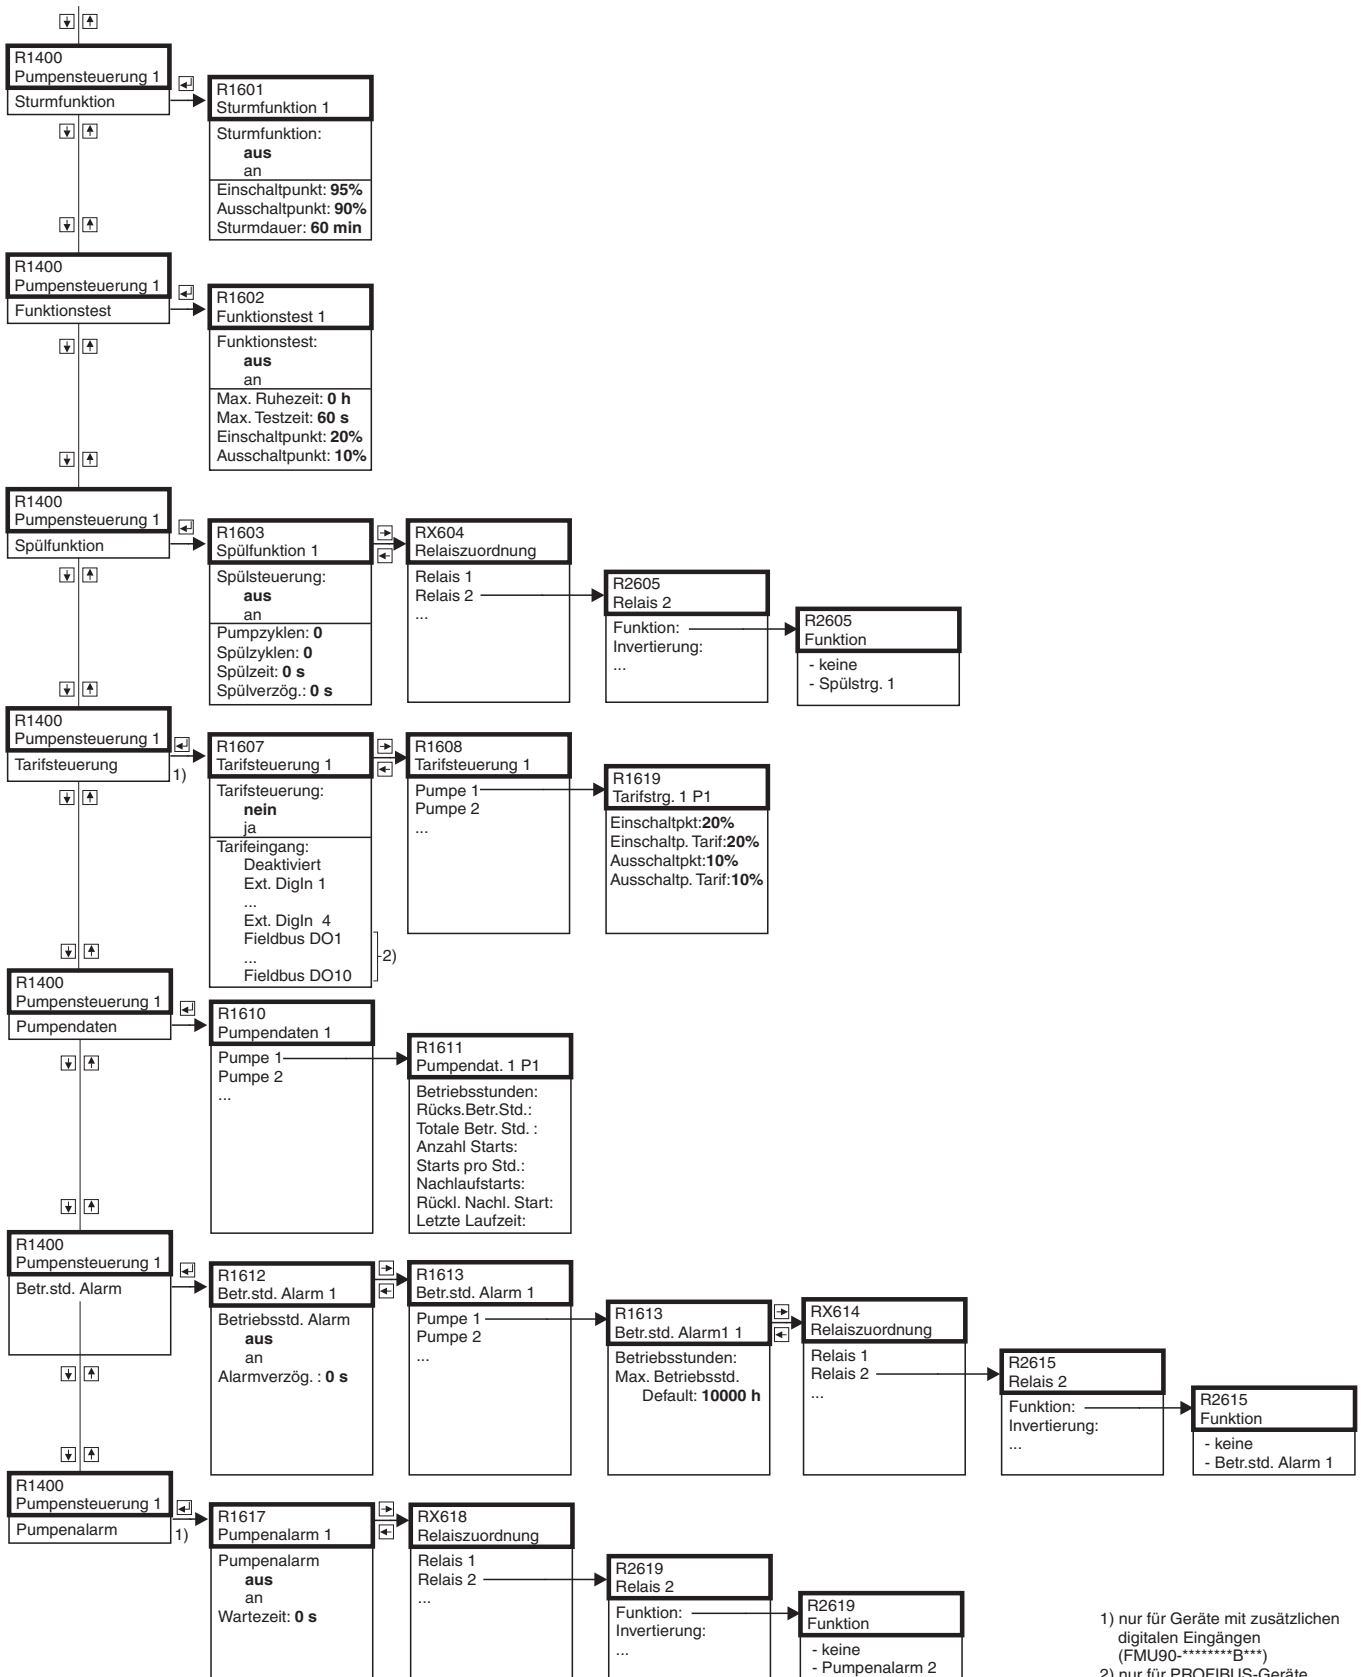 R1400
Pumpensteuerung 1
Sturmfunktion
R1601
Sturmfunktion 1
Sturmfunktion:
aus
an
Einschaltpunkt: 95%
Ausschaltpunkt: 90%
Sturmdauer: 60 min
R1400
Pumpensteuerung 1
Funktionstest
R1602
Funktionstest 1
Funktionstest:
aus
an
Max. Ruhezeit: 0 h
Max. Testzeit: 60 s
Einschaltpunkt: 20%
Ausschaltpunkt: 10%
R1400
Pumpensteuerung 1
Spülfunktion
R1603
Spülfunktion 1
Spülsteuerung:
aus
an
Pumpzyklen: 0
Spülzyklen: 0
Spülzeit: 0 s
Spülverzög.: 0 s
RX604
Relaiszuordnung
Relais 1
Relais 2
...
R2605
Relais 2
Funktion:
Invertierung:
...
R2605
Funktion
- keine
- Spülstrg. 1
R1400
Pumpensteuerung 1
Tarifsteuerung
1)
R1607
Tarifsteuerung 1
Tarifsteuerung:
nein
ja
Tarifeingang:
Deaktiviert
Ext. DigIn 1
...
Ext. DigIn 4
Fieldbus DO1
...
Fieldbus DO10
2)
R1608
Tarifsteuerung 1
Pumpe 1
Pumpe 2
...
R1619
Tarifstrg. 1 P1
Einschaltpkt:20%
Einschaltp. Tarif:20%
Ausschaltpkt:10%
Ausschaltp. Tarif:10%
R1400
Pumpensteuerung 1
Pumpendaten
R1610
Pumpendaten 1
Pumpe 1
Pumpe 2
...
R1611
Pumpendat. 1 P1
Betriebsstunden:
Rücks.Betr.Std.:
Totale Betr. Std. :
Anzahl Starts:
Starts pro Std.:
Nachlaufstarts:
Rückl. Nachl. Start:
Letzte Laufzeit:
R1400
Pumpensteuerung 1
Betr.std. Alarm
R1612
Betr.std. Alarm 1
Betriebsstd. Alarm
aus
an
Alarmverzög. : 0 s
R1613
Betr.std. Alarm 1
Pumpe 1
Pumpe 2
...
R1613
Betr.std. Alarm1 1
Betriebsstunden:
Max. Betriebsstd.
Default: 10000 h
RX614
Relaiszuordnung
Relais 1
Relais 2
...
R2615
Relais 2
Funktion:
Invertierung:
...
R2615
Funktion
- keine
- Betr.std. Alarm 1
R1400
Pumpensteuerung 1
Pumpenalarm
1)
R1617
Pumpenalarm 1
Pumpenalarm
aus
an
Wartezeit: 0 s
RX618
Relaiszuordnung
Relais 1
Relais 2
...
R2619
Relais 2
Funktion:
Invertierung:
...
R2619
Funktion
- keine
- Pumpenalarm 2
1) nur für Geräte mit zusätzlichen
digitalen Eingängen
(FMU90-********B***)
2) nur für PROFIBUS-Geräte